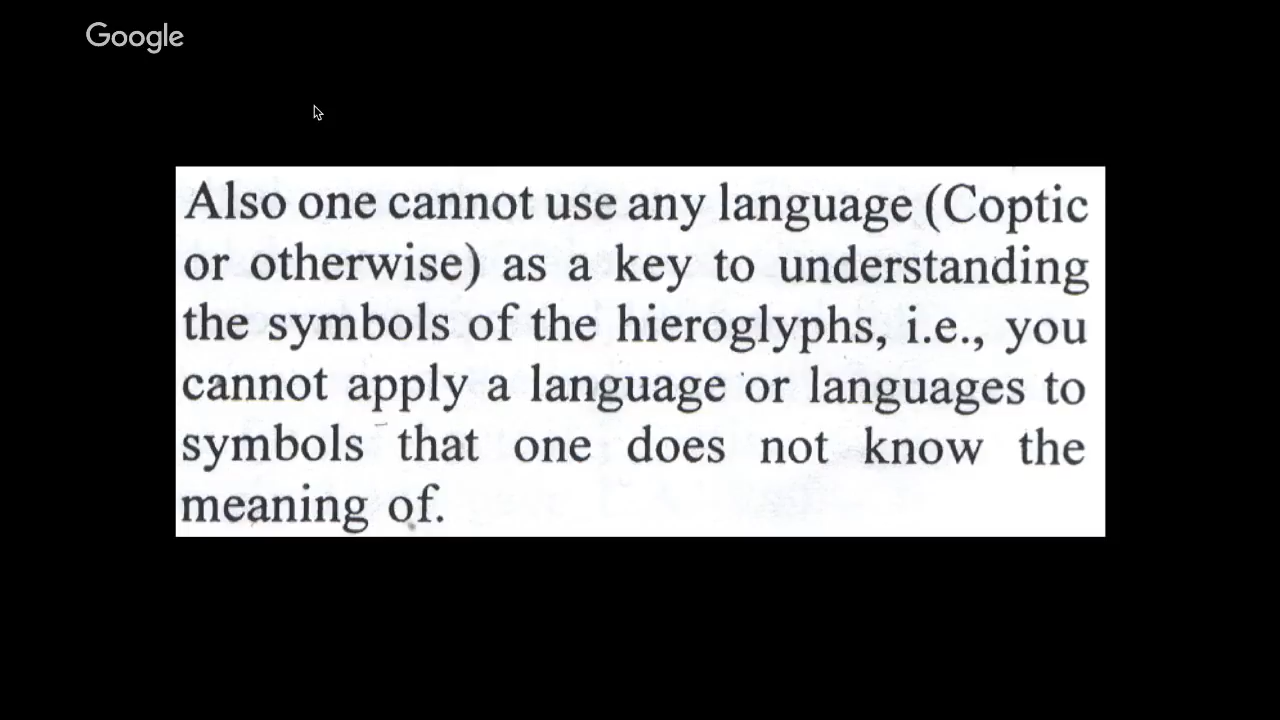 Google
Also one cannot use any language (Coptic
or otherwise) as a key to understanding
the symbols of the hieroglyphs, i.e., you
cannot apply a language or languages to
symbols that one does not know the
meaning of.